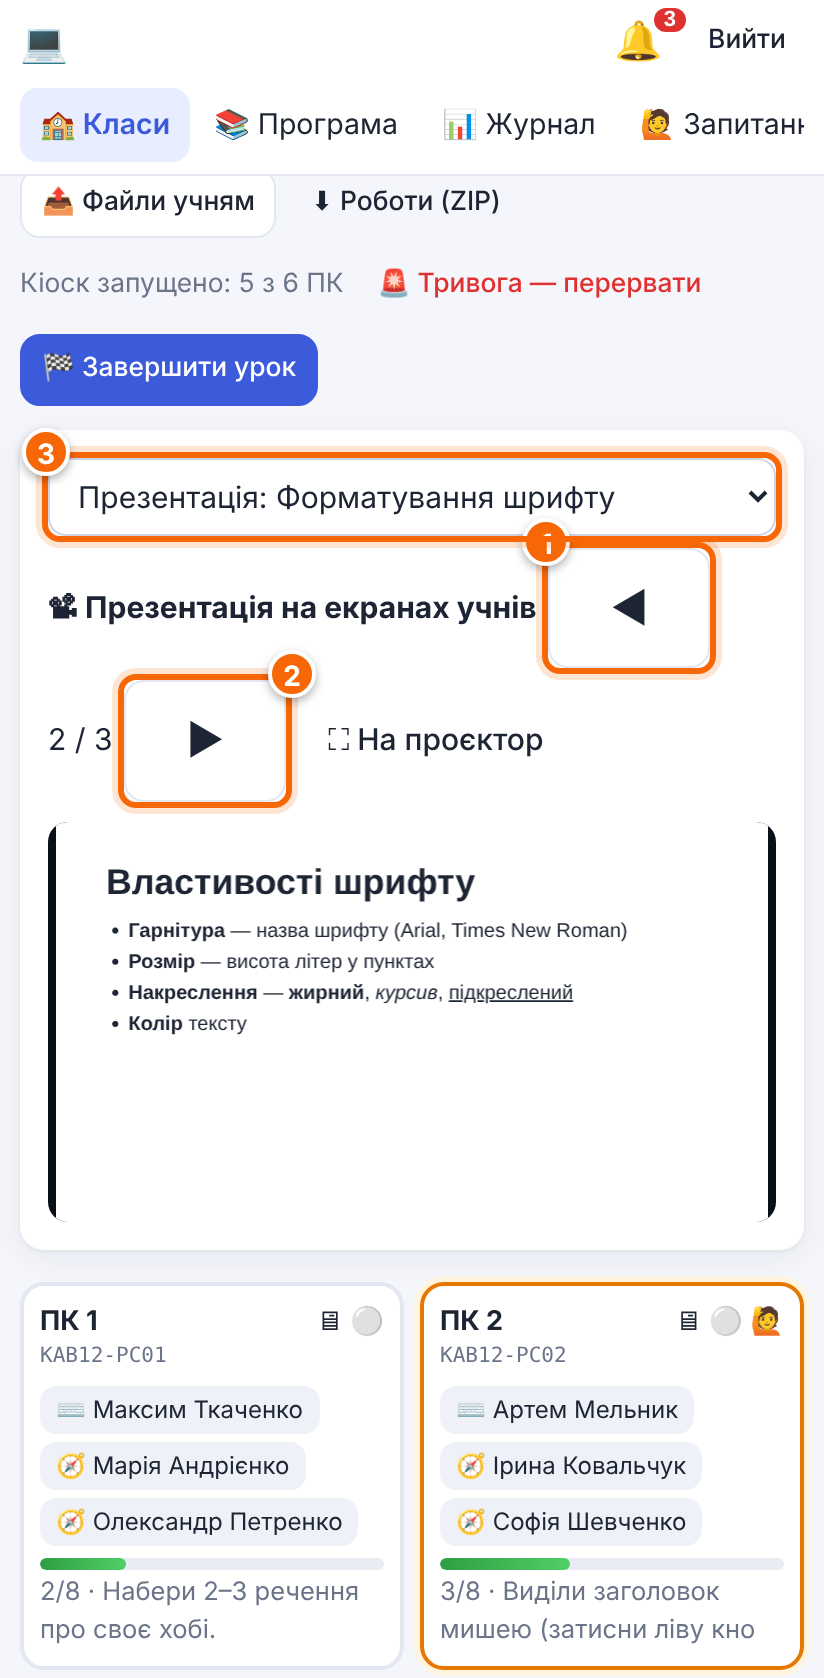 3
Вийти
Класи
Програма
Журнал
Запитанн
Файли учням
Роботи (ZIP)
Кіоск запущено: 5 з 6 ПК
Тривога — перервати
Завершити урок
3
Презентація: Форматування шрифту
1
Презентація на екранах учнів
2
2 / 3
На проєктор
Властивості шрифту
• Гарнітура — назва шрифту (Arial, Times New Roman)
• Розмір — висота літер у пунктах
• Накреслення — жирний, курсив, підкреслений
• Колір тексту
ПК 1
KAB12-PC01
Максим Ткаченко
Марія Андрієнко
Олександр Петренко
2/8 · Набери 2–3 речення
про своє хобі.
ПК 2
KAB12-PC02
Артем Мельник
Ірина Ковальчук
Софія Шевченко
3/8 · Виділи заголовок
мишею (затисни ліву кно